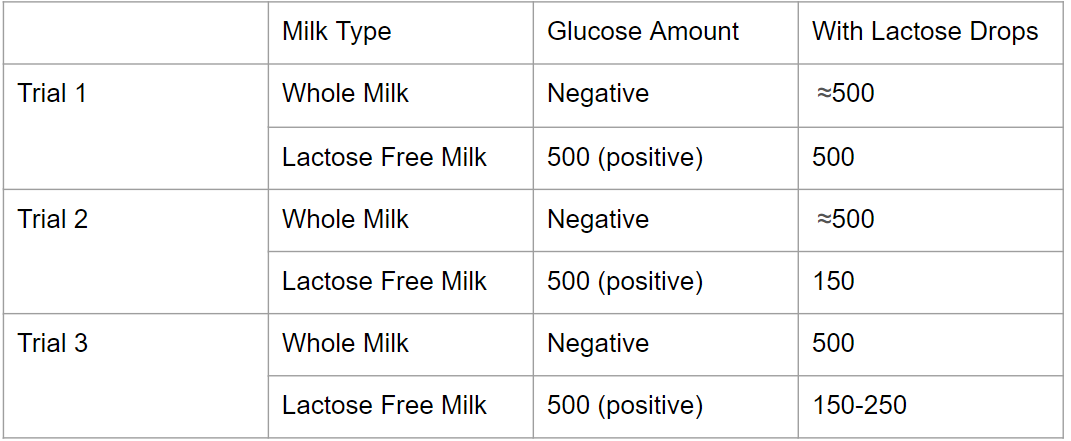 Milk Type Glucose Amount With Lactose Drops
Trial 1 Whole Milk Negative ≈500
Lactose Free Milk 500 (positive) 500
Trial 2 Whole Milk Negative ≈500
Lactose Free Milk 500 (positive) 150
Trial 3 Whole Milk Negative 500
Lactose Free Milk 500 (positive) 150-250